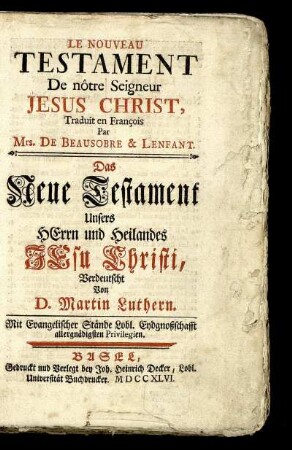 LE NOUVEAU
TESTAMENT
De nôtre Seigneur
JESUS CHRIST,
Traduit en François
Par
Mrs. DE BEAUSOBRE & LENFANT.
Das
Neue Testament
Unsers
HErrn und Heilandes
JEsu Christi,
Verdeutscht
Von
D. Martin Luthern.
Mit Evangelischer Stände Lobl. Eydgnoßschafft
allergnädigsten Privilegien.
BASEL,
Gedruckt und Verlegt bey Joh. Heinrich Decker, Lobl.
Universität Buchdrucker. MDCCXLVI.